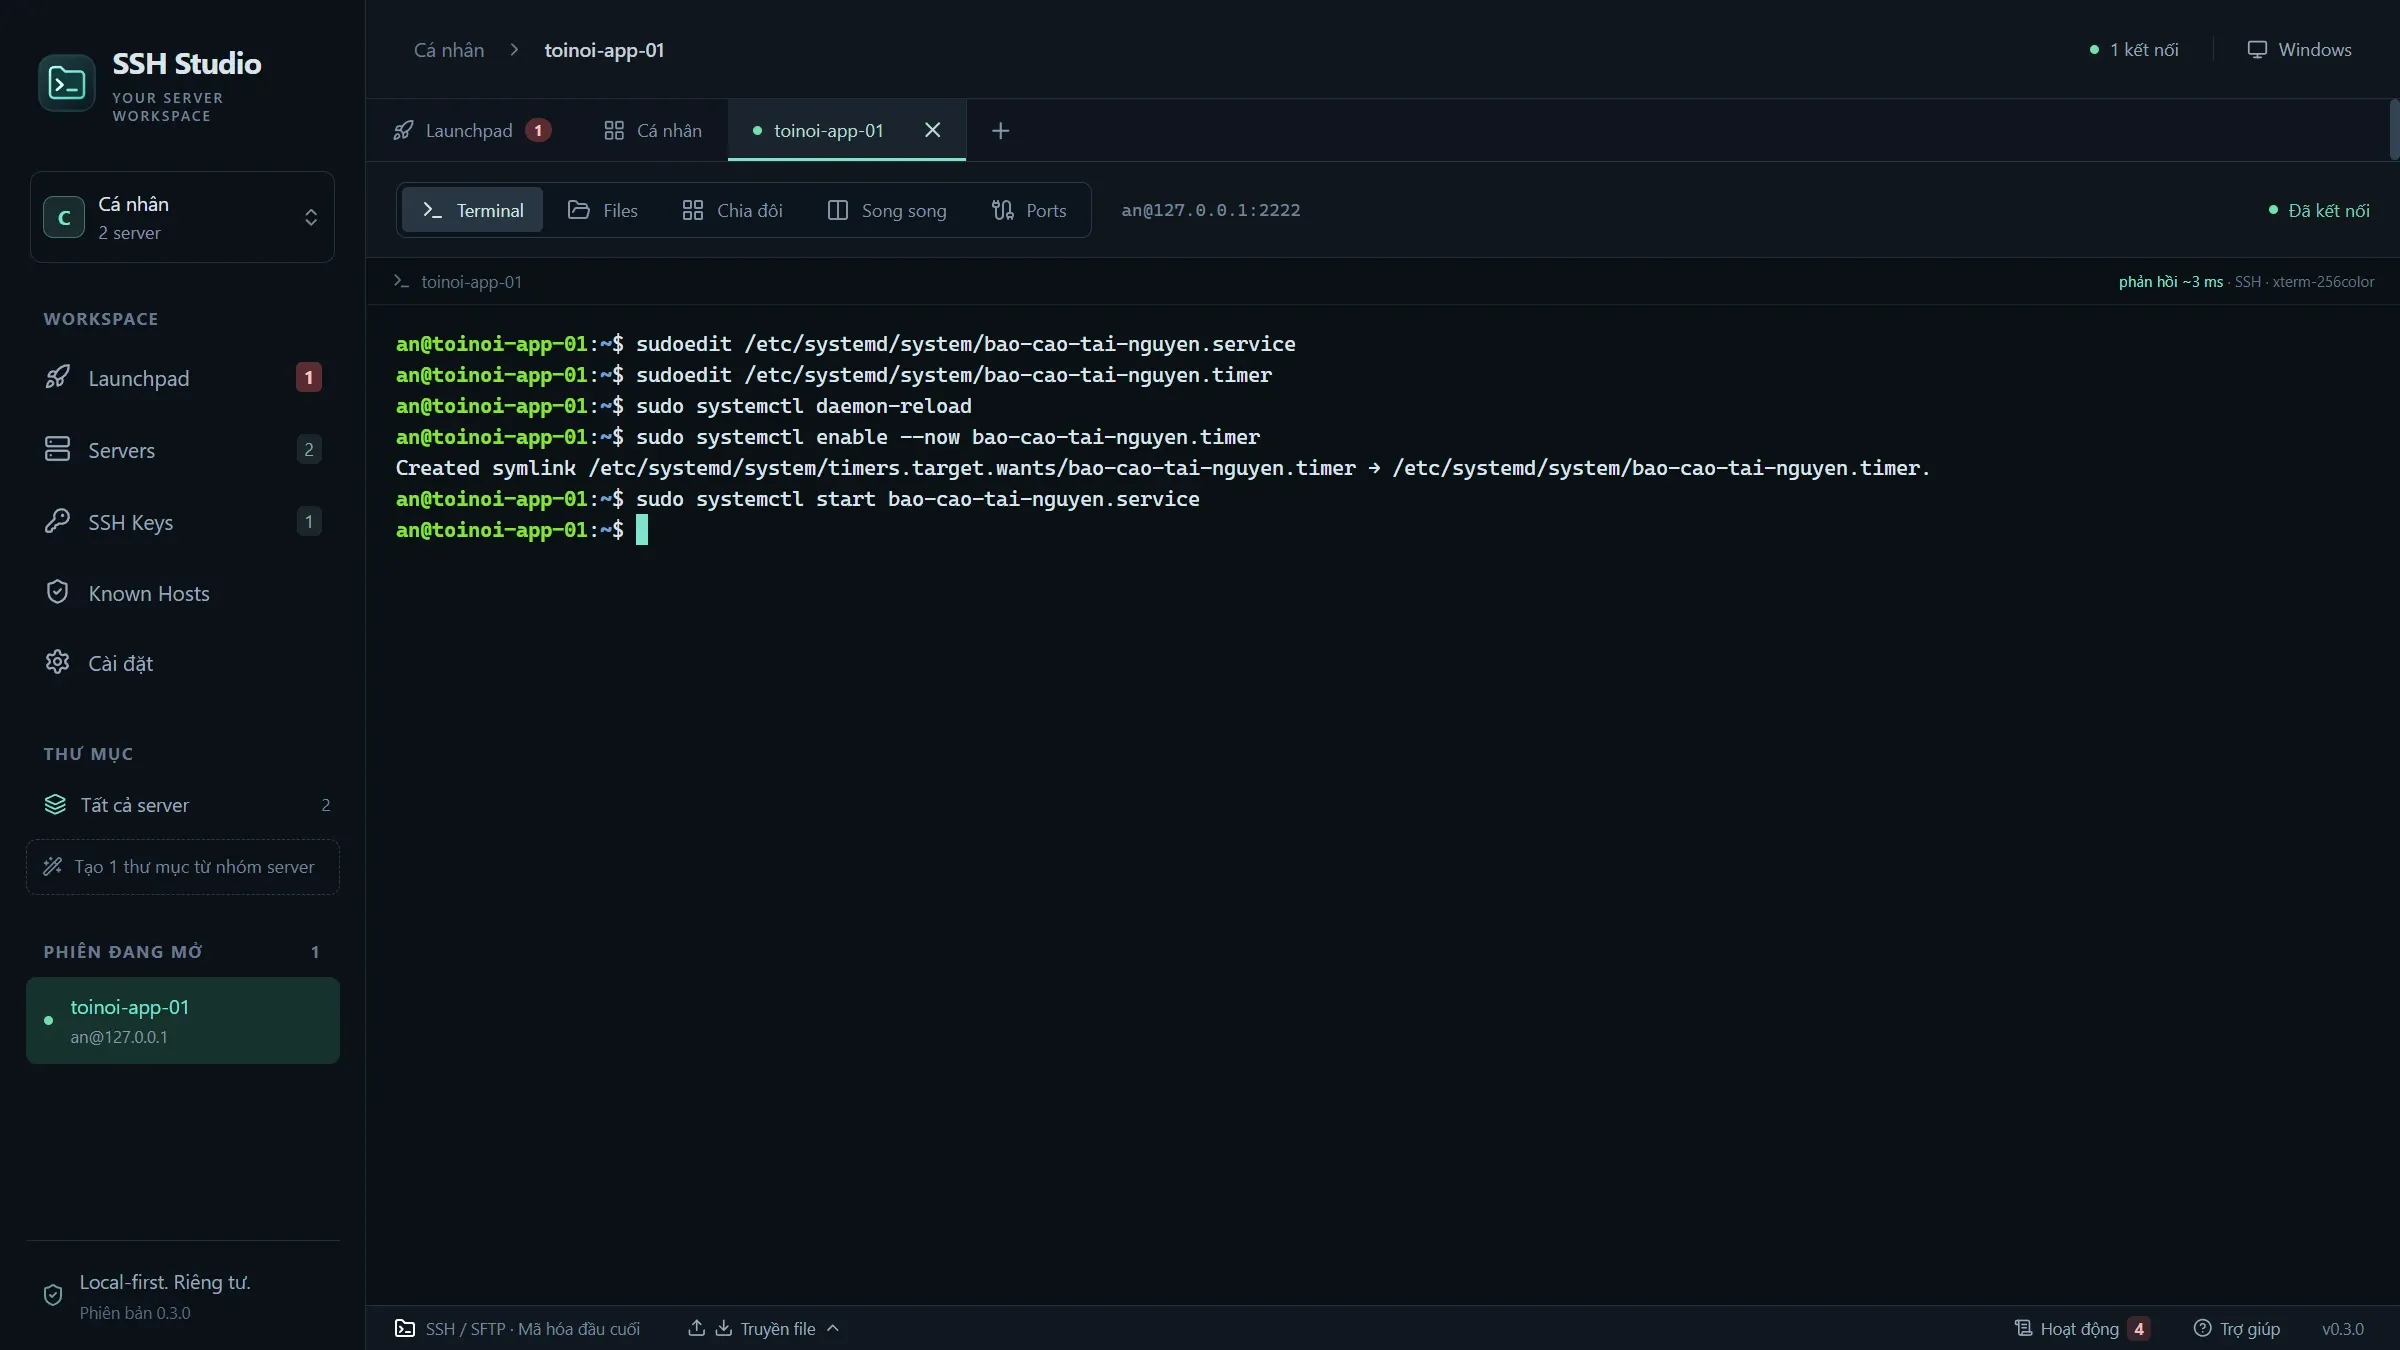 SSH Studio
YOUR SERVER
WORKSPACE
C
Cá nhân
2 server
WORKSPACE
Launchpad 1
Servers 2
SSH Keys 1
Known Hosts
Cài đặt
THƯ MỤC
Tất cả server 2
Tạo 1 thư mục từ nhóm server
PHIÊN ĐANG MỞ 1
toinoi-app-01
an@127.0.0.1
Local-first. Riêng tư.
Phiên bản 0.3.0
Cá nhân > toinoi-app-01
1 kết nối
Windows
Launchpad 1
Cá nhân
toinoi-app-01
Terminal
Files
Chia đôi
Song song
Ports
an@127.0.0.1:2222
Đã kết nối
toinoi-app-01
phản hồi ~3 ms · SSH · xterm-256color
an@toinoi-app-01:~$ sudoedit /etc/systemd/system/bao-cao-tai-nguyen.service
an@toinoi-app-01:~$ sudoedit /etc/systemd/system/bao-cao-tai-nguyen.timer
an@toinoi-app-01:~$ sudo systemctl daemon-reload
an@toinoi-app-01:~$ sudo systemctl enable --now bao-cao-tai-nguyen.timer
Created symlink /etc/systemd/system/timers.target.wants/bao-cao-tai-nguyen.timer → /etc/systemd/system/bao-cao-tai-nguyen.timer.
an@toinoi-app-01:~$ sudo systemctl start bao-cao-tai-nguyen.service
an@toinoi-app-01:~$
SSH / SFTP · Mã hóa đầu cuối
Truyền file
Hoạt động 4
Trợ giúp
v0.3.0